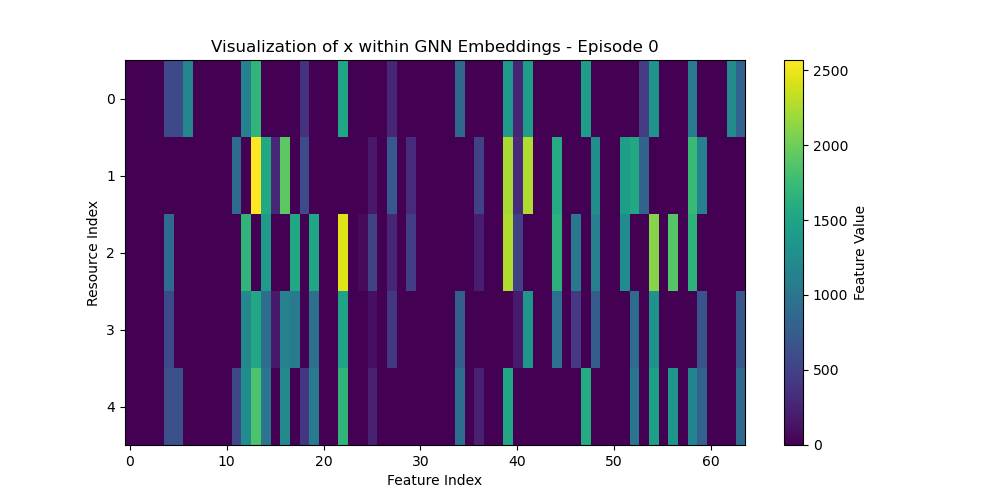 Visualization of x within GNN Embeddings - Episode 0
Resource Index
0
1
2
3
4
0 10 20 30 40 50 60
Feature Index
2500
2000
1500
1000
500
0
Feature Value